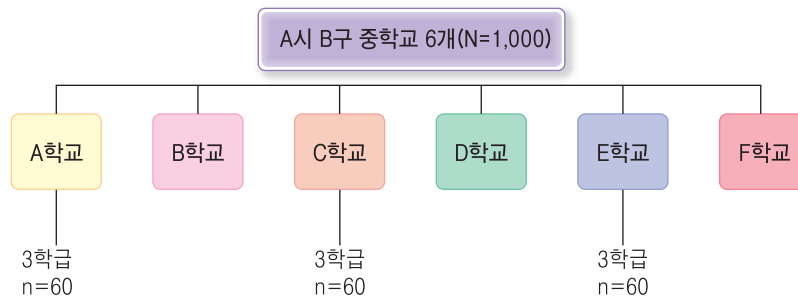 A시 B구 중학교 6개(N=1,000)
A학교
B학교
C학교
D학교
E학교
F학교
3학급
n=60
3학급
n=60
3학급
n=60